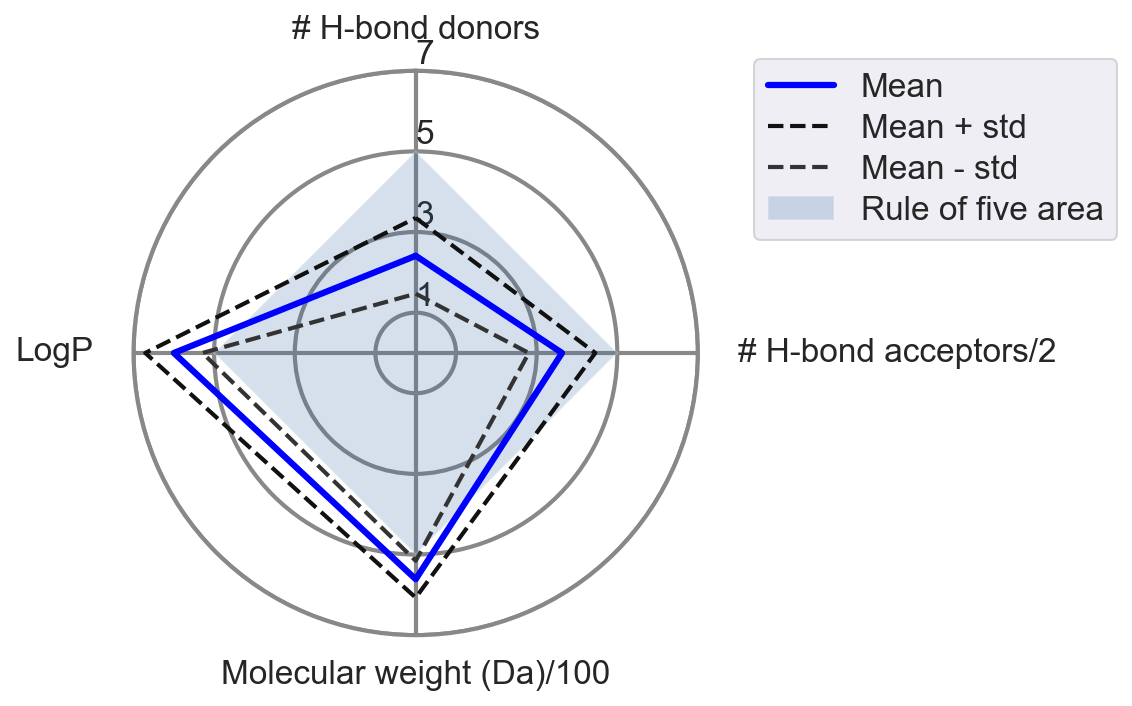 # H-bond donors
7
5
3
1
LogP
# H-bond acceptors/2
Molecular weight (Da)/100
Mean
Mean + std
Mean - std
Rule of five area